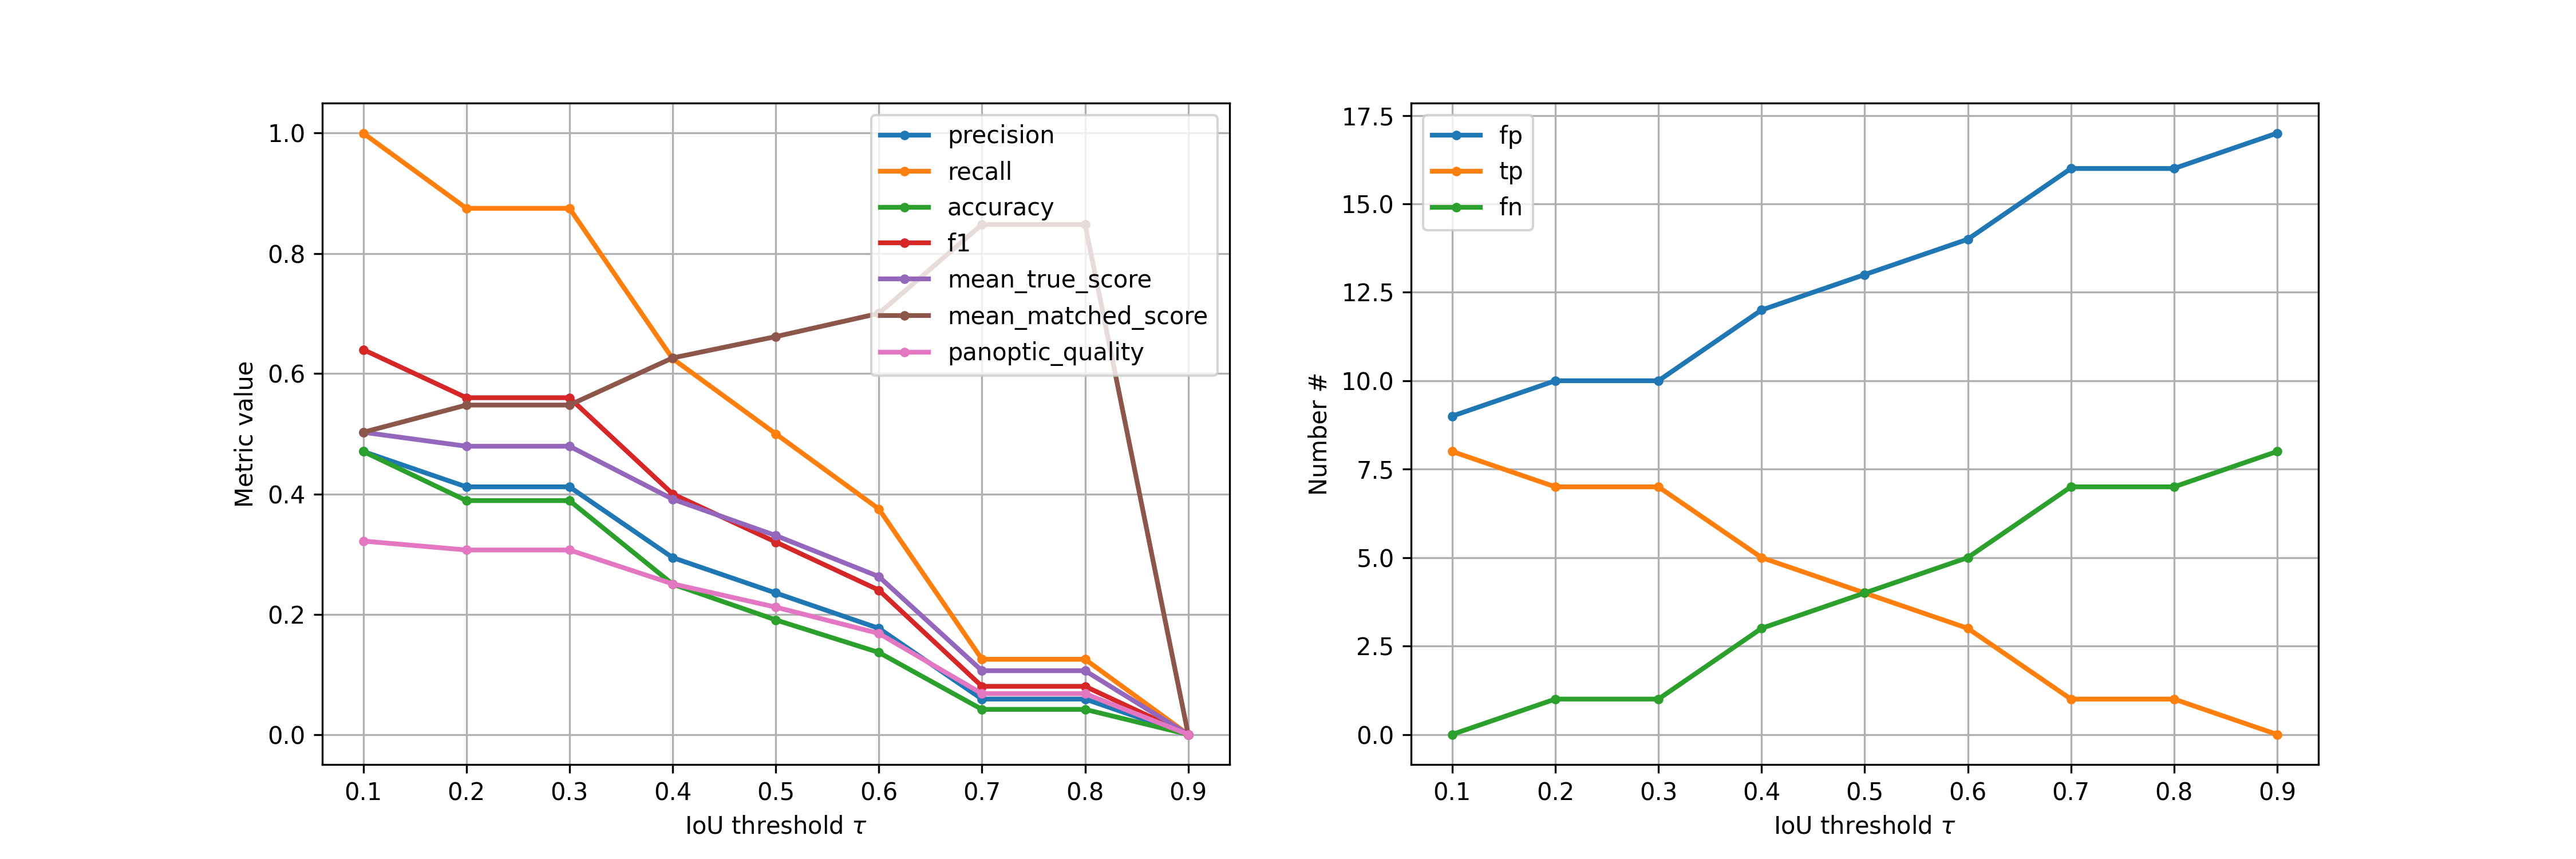 Metric value
1.0
0.8
0.6
0.4
0.2
0.0
precision
recall
accuracy
f1
mean_true_score
mean_matched_score
panoptic_quality
0.1 0.2 0.3 0.4 0.5 0.6 0.7 0.8 0.9
IoU threshold τ
Number #
17.5
15.0
12.5
10.0
7.5
5.0
2.5
0.0
fp
tp
fn
0.1 0.2 0.3 0.4 0.5 0.6 0.7 0.8 0.9
IoU threshold τ